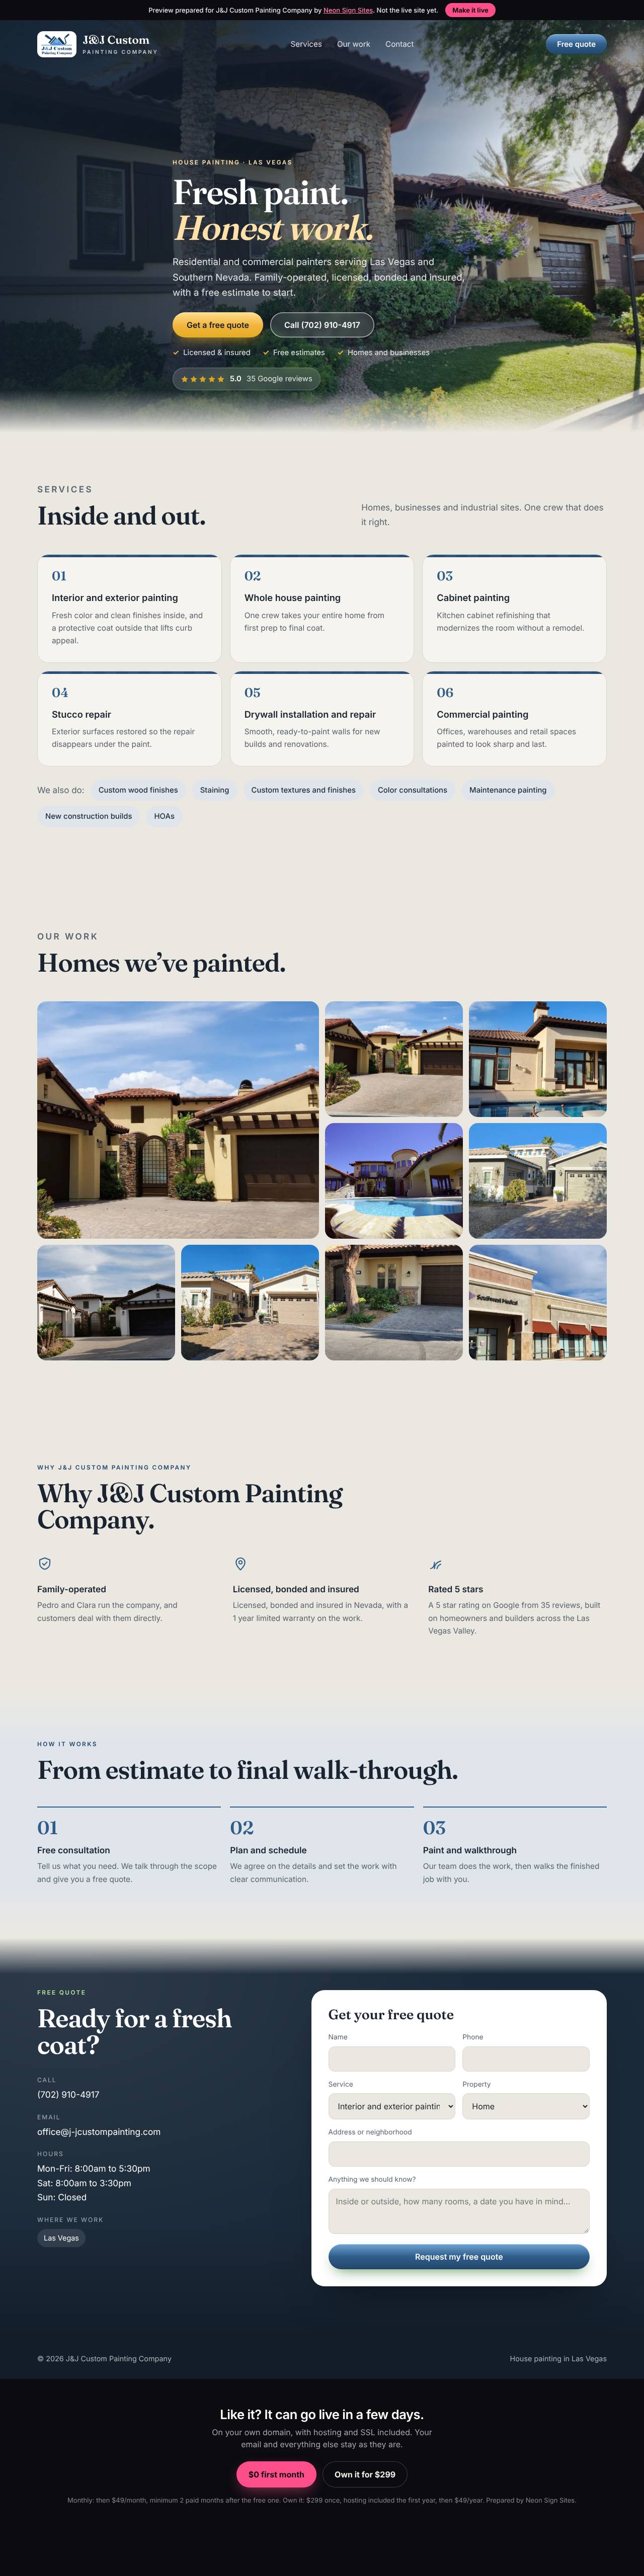 Preview prepared for J&J Custom Painting Company by Neon Sign Sites. Not the live site yet. Make it live
J&J Custom
PAINTING COMPANY
Services Our work Contact
Free quote
HOUSE PAINTING · LAS VEGAS
Fresh paint.
Honest work.
Residential and commercial painters serving Las Vegas and
Southern Nevada. Family-operated, licensed, bonded and insured,
with a free estimate to start.
Get a free quote Call (702) 910-4917
✓ Licensed & insured ✓ Free estimates ✓ Homes and businesses
★★★★★ 5.0 35 Google reviews
SERVICES
Inside and out.
Homes, businesses and industrial sites. One crew that does
it right.
01
Interior and exterior painting
Fresh color and clean finishes inside, and
a protective coat outside that lifts curb
appeal.
02
Whole house painting
One crew takes your entire home from
first prep to final coat.
03
Cabinet painting
Kitchen cabinet refinishing that
modernizes the room without a remodel.
04
Stucco repair
Exterior surfaces restored so the repair
disappears under the paint.
05
Drywall installation and repair
Smooth, ready-to-paint walls for new
builds and renovations.
06
Commercial painting
Offices, warehouses and retail spaces
painted to look sharp and last.
We also do: Custom wood finishes Staining Custom textures and finishes Color consultations Maintenance painting
New construction builds HOAs
OUR WORK
Homes we’ve painted.
Southwest Medical
WHY J&J CUSTOM PAINTING COMPANY
Why J&J Custom Painting
Company.
Family-operated
Pedro and Clara run the company, and
customers deal with them directly.
Licensed, bonded and insured
Licensed, bonded and insured in Nevada, with a
1 year limited warranty on the work.
Rated 5 stars
A 5 star rating on Google from 35 reviews, built
on homeowners and builders across the Las
Vegas Valley.
HOW IT WORKS
From estimate to final walk-through.
01
Free consultation
Tell us what you need. We talk through the scope
and give you a free quote.
02
Plan and schedule
We agree on the details and set the work with
clear communication.
03
Paint and walkthrough
Our team does the work, then walks the finished
job with you.
FREE QUOTE
Ready for a fresh
coat?
CALL
(702) 910-4917
EMAIL
office@j-jcustompainting.com
HOURS
Mon-Fri: 8:00am to 5:30pm
Sat: 8:00am to 3:30pm
Sun: Closed
WHERE WE WORK
Las Vegas
Get your free quote
Name Phone
Service Property
Interior and exterior paintin Home
Address or neighborhood
Anything we should know?
Inside or outside, how many rooms, a date you have in mind...
Request my free quote
© 2026 J&J Custom Painting Company
House painting in Las Vegas
Like it? It can go live in a few days.
On your own domain, with hosting and SSL included. Your
email and everything else stay as they are.
$0 first month Own it for $299
Monthly: then $49/month, minimum 2 paid months after the free one. Own it: $299 once, hosting included the first year, then $49/year. Prepared by Neon Sign Sites.